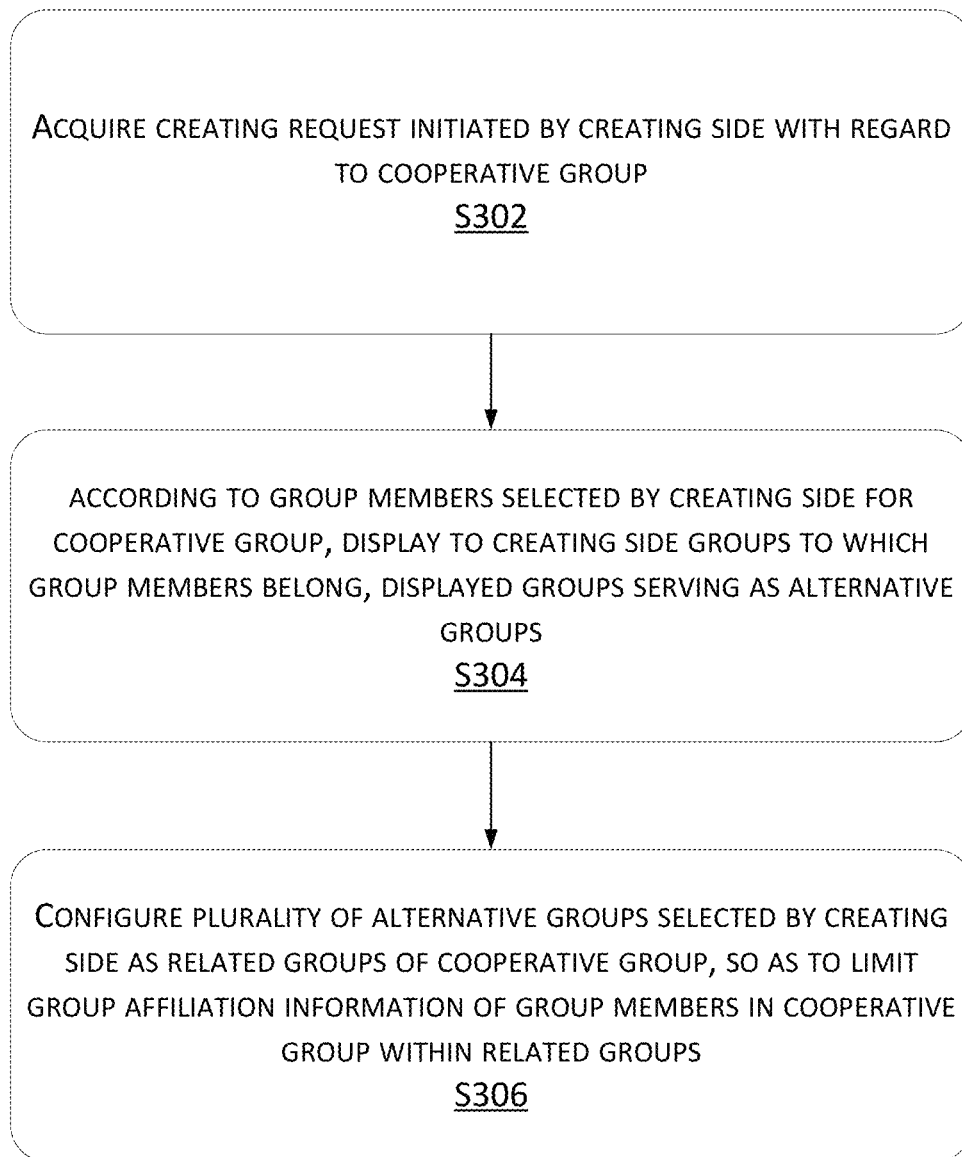 ACQUIRE CREATING REQUEST INITIATED BY CREATING SIDE WITH REGARD
TO COOPERATIVE GROUP
S302
ACCORDING TO GROUP MEMBERS SELECTED BY CREATING SIDE FOR
COOPERATIVE GROUP, DISPLAY TO CREATING SIDE GROUPS TO WHICH
GROUP MEMBERS BELONG, DISPLAYED GROUPS SERVING AS ALTERNATIVE
GROUPS
S304
CONFIGURE PLURALITY OF ALTERNATIVE GROUPS SELECTED BY CREATING
SIDE AS RELATED GROUPS OF COOPERATIVE GROUP, SO AS TO LIMIT
GROUP AFFILIATION INFORMATION OF GROUP MEMBERS IN COOPERATIVE
GROUP WITHIN RELATED GROUPS
S306